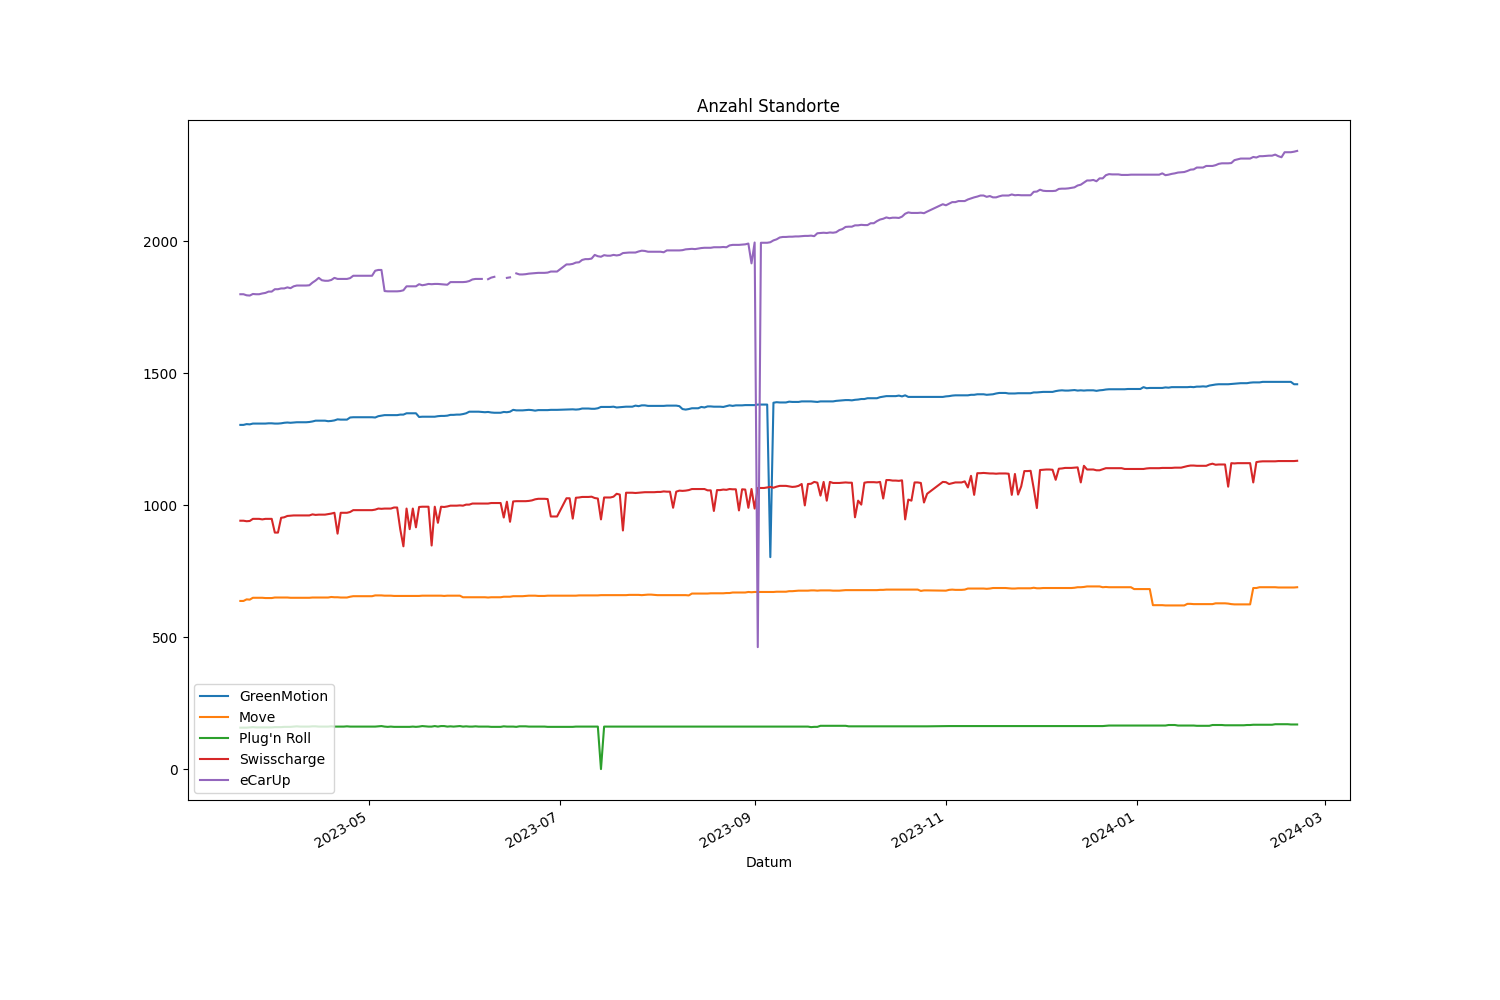 Anzahl Standorte
2000
1500
1000
500
0
GreenMotion
Move
Plug'n Roll
Swisscharge
eCarUp
2023-05
2023-07
2023-09
2023-11
2024-01
2024-03
Datum